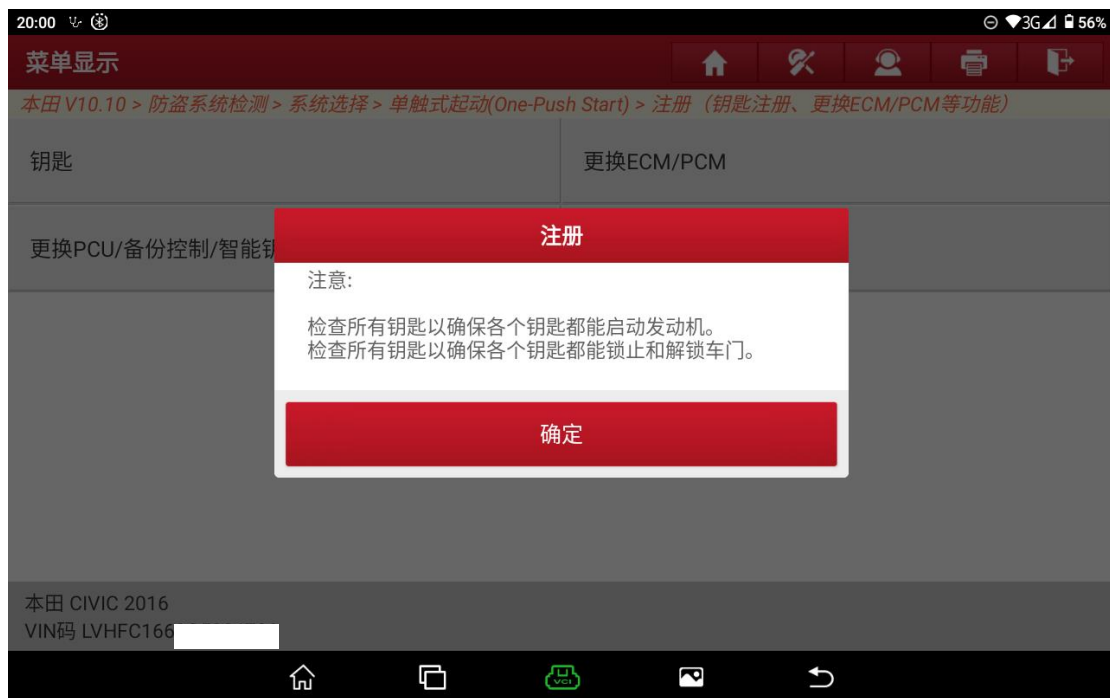 20:00
3G
56%
菜单显示
本田 V10.10 > 防盗系统检测 > 系统选择 > 单触式起动(One-Push Start) > 注册（钥匙注册、更换ECM/PCM等功能）
钥匙
更换ECM/PCM
更换PCU/备份控制/智能钥
注册
注意:
检查所有钥匙以确保各个钥匙都能启动发动机。
检查所有钥匙以确保各个钥匙都能锁止和解锁车门。
确定
本田 CIVIC 2016
VIN码 LVHFC166
VCI